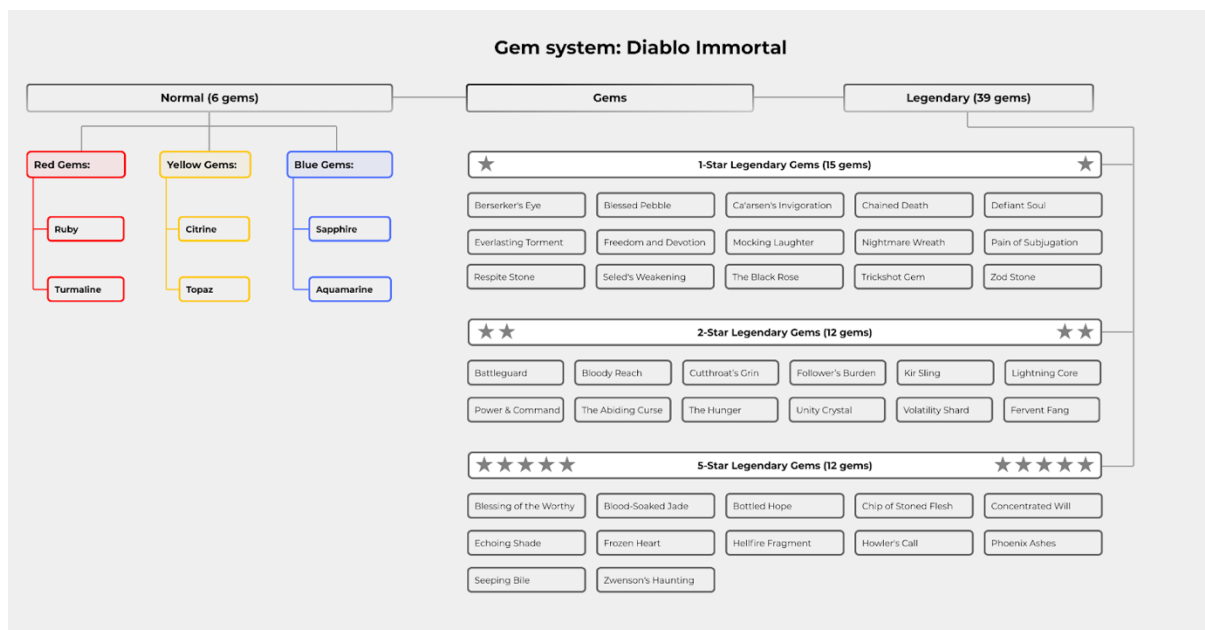 Gem system: Diablo Immortal
Normal (6 gems)
Gems
Legendary (39 gems)
Red Gems:
Ruby
Turmaline
Yellow Gems:
Citrine
Topaz
Blue Gems:
Sapphire
Aquamarine
1-Star Legendary Gems (15 gems)
Berserker's Eye
Blessed Pebble
Ca'arsen's Invigoration
Chained Death
Defiant Soul
Everlasting Torment
Freedom and Devotion
Mocking Laughter
Nightmare Wreath
Pain of Subjugation
Respite Stone
Seled's Weakening
The Black Rose
Trickshot Gem
Zod Stone
2-Star Legendary Gems (12 gems)
Battleguard
Bloody Reach
Cutthroat's Grin
Follower's Burden
Kir Sling
Lightning Core
Power & Command
The Abiding Curse
The Hunger
Unity Crystal
Volatility Shard
Fervent Fang
5-Star Legendary Gems (12 gems)
Blessing of the Worthy
Blood-Soaked Jade
Bottled Hope
Chip of Stoned Flesh
Concentrated Will
Echoing Shade
Frozen Heart
Hellfire Fragment
Howler's Call
Phoenix Ashes
Seeping Bile
Zwenson's Haunting